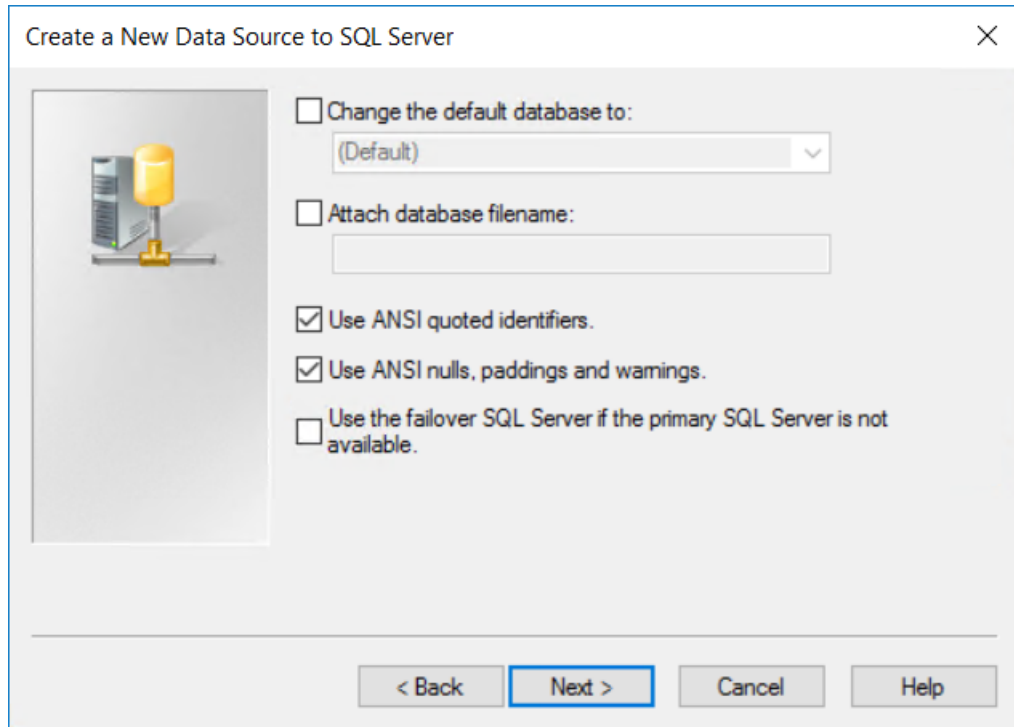 Create a New Data Source to SQL Server
Change the default database to:
(Default)
Attach database filename:
Use ANSI quoted identifiers.
Use ANSI nulls, paddings and warnings.
Use the failover SQL Server if the primary SQL Server is not
available.
< Back
Next >
Cancel
Help